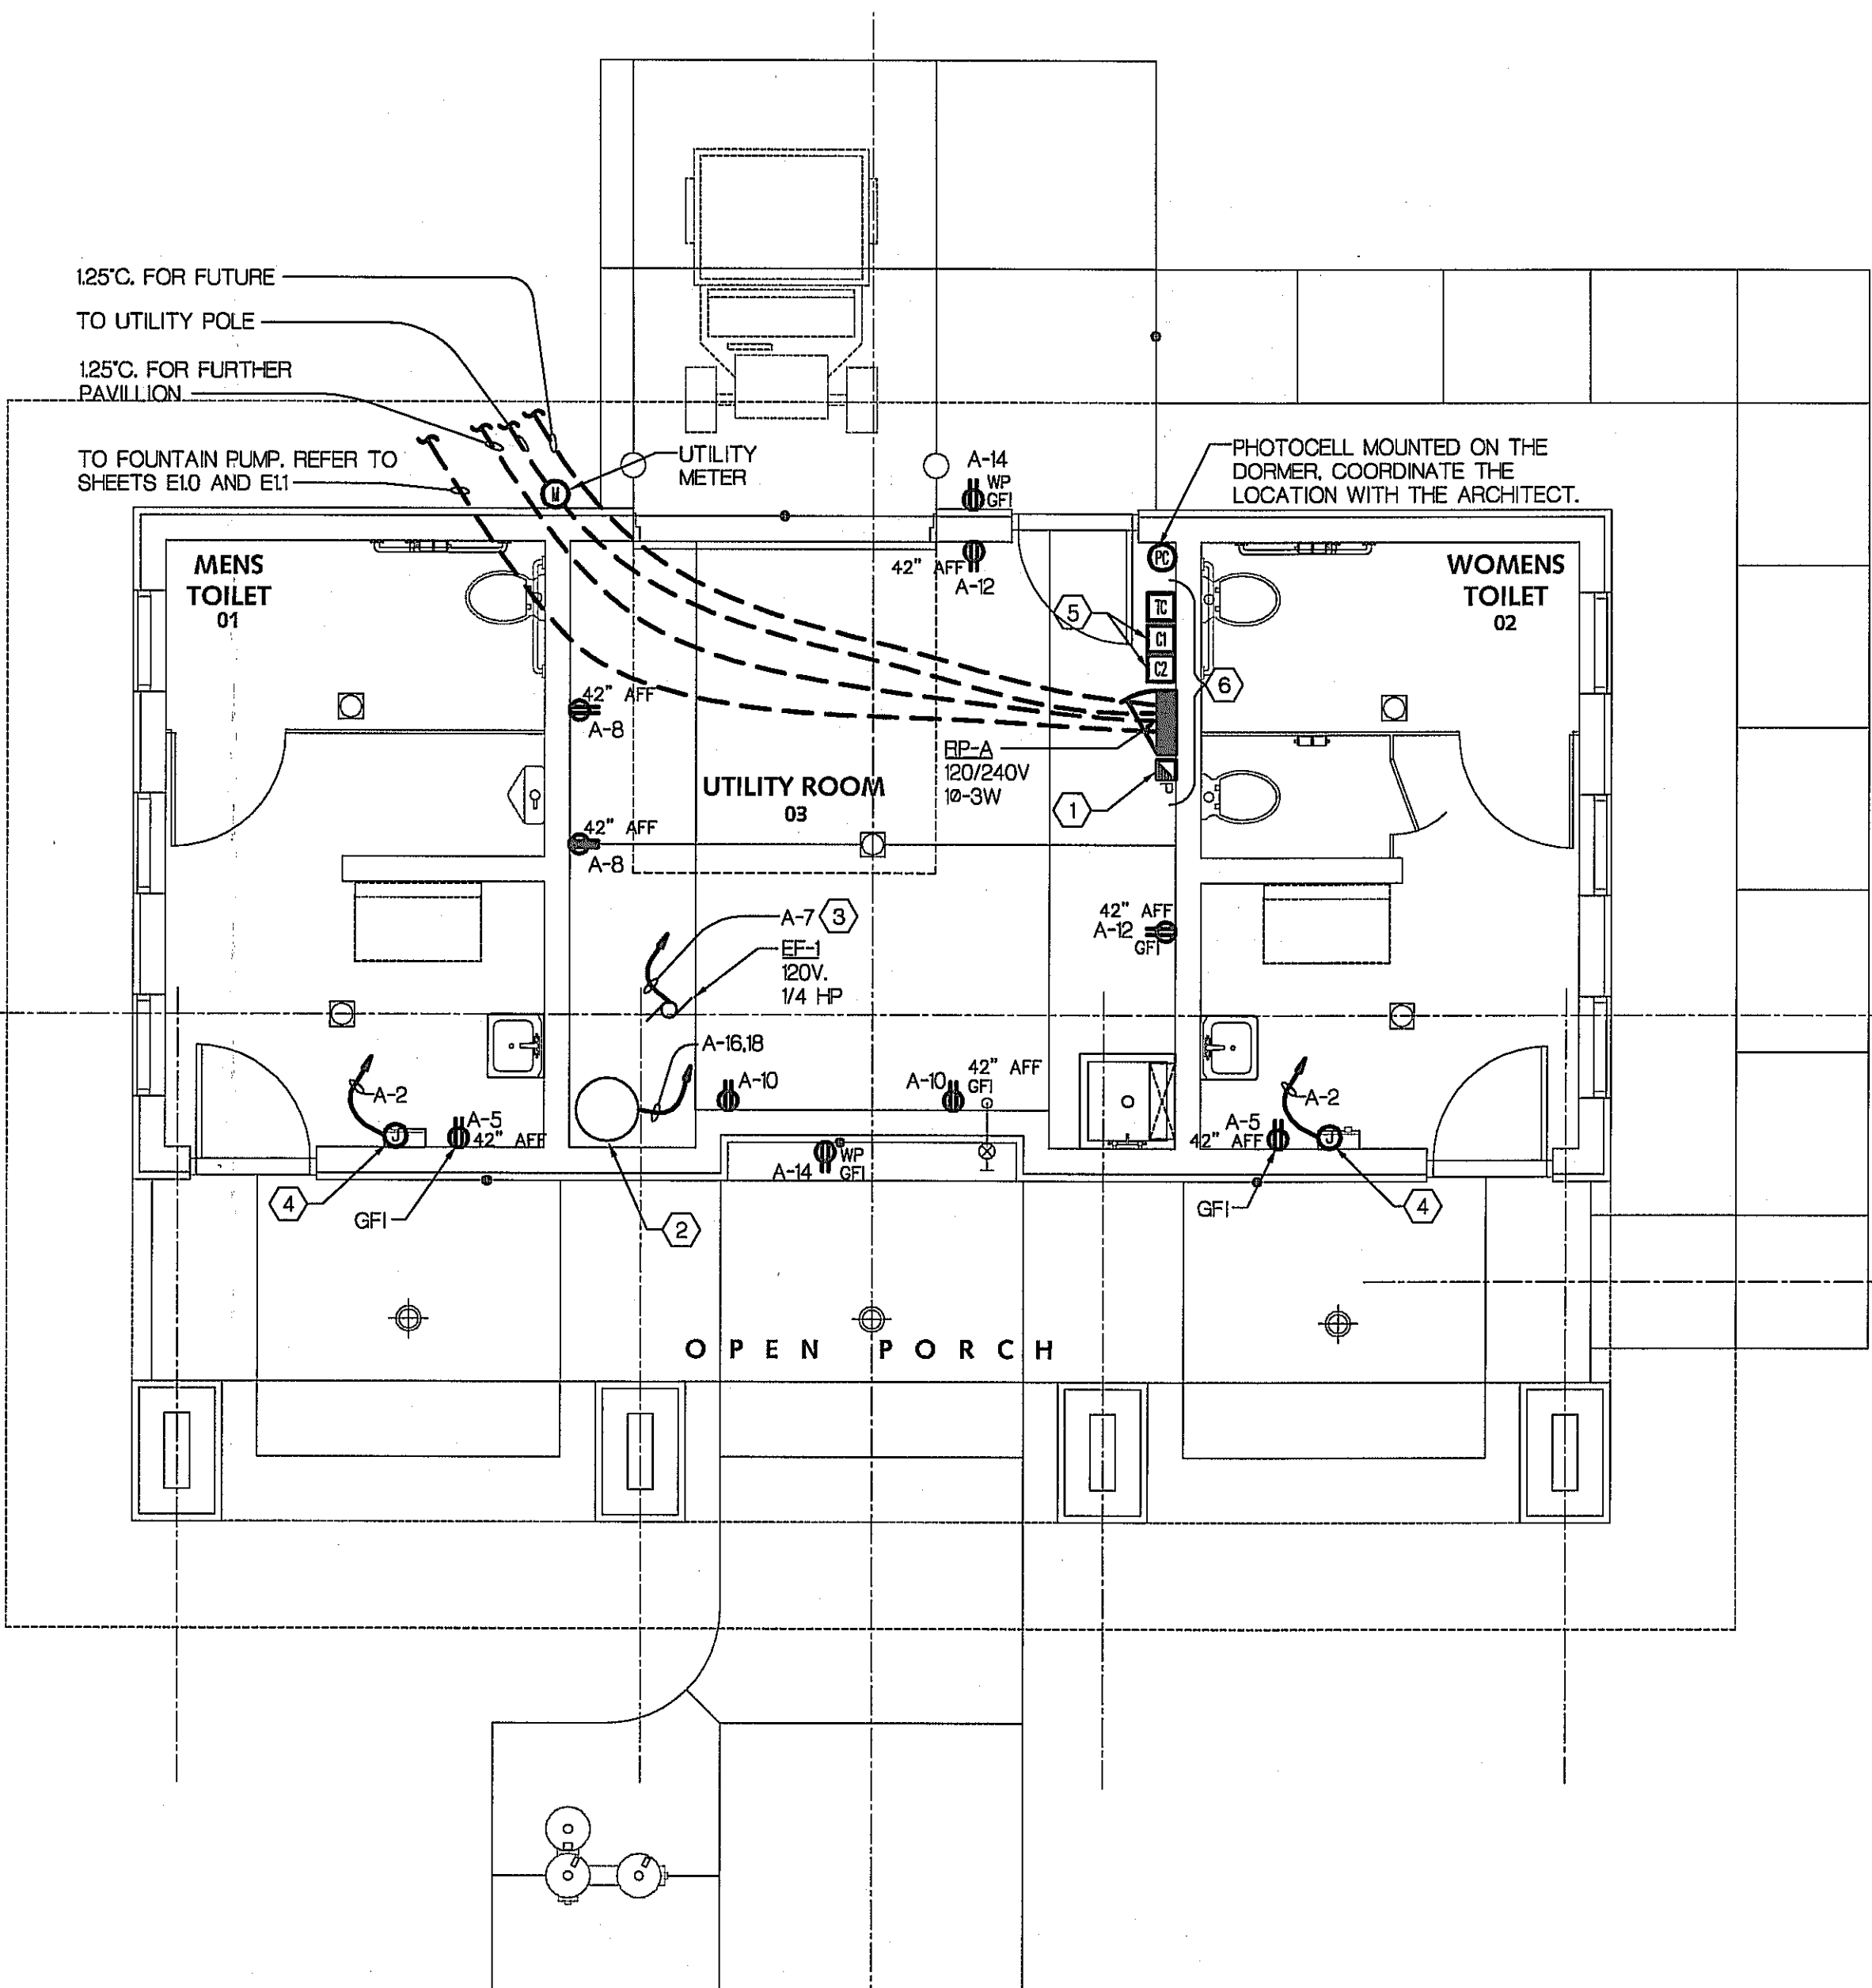 1.25"C. FOR FUTURE
TO UTILITY POLE
1.25"C. FOR FURTHER
PAVILLION
TO FOUNTAIN PUMP. REFER TO
SHEETS E1.0 AND E1.1
M
UTILITY
METER
A-14
WP
GFI
PHOTOCELL MOUNTED ON THE
DORMER, COORDINATE THE
LOCATION WITH THE ARCHITECT.
MENS
TOILET
01
42" AFF
A-12
PC
TC
C1
C2
5
6
WOMENS
TOILET
02
42" AFF
A-8
UTILITY ROOM
03
RP-A
120/240V
1Ø-3W
1
42" AFF
A-8
A-7
3
EF-1
120V.
1/4 HP
42" AFF
A-12
GFI
A-16,18
A-10
A-10
42" AFF
GFI
A-2
J
A-5
42" AFF
4
GFI
2
A-14
WP
GFI
A-5
42" AFF
A-2
J
GFI
4
OPEN PORCH